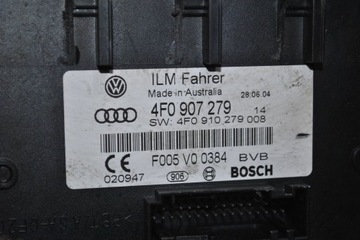 ILM Fahrer
Made in Australia 28.06.04
4F0 907 279 14
SW: 4F0 910 279 008
F005 V0 0384 BVB
020947 906 BOSCH